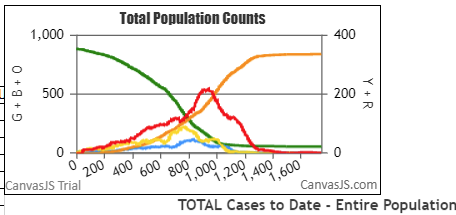 Total Population Counts
1,000
400
500
200
0
0
G + B + O
Y + R
0
200
400
600
800
1,000
1,200
1,400
1,600
CanvasJS Trial
CanvasJS.com
TOTAL Cases to Date - Entire Population